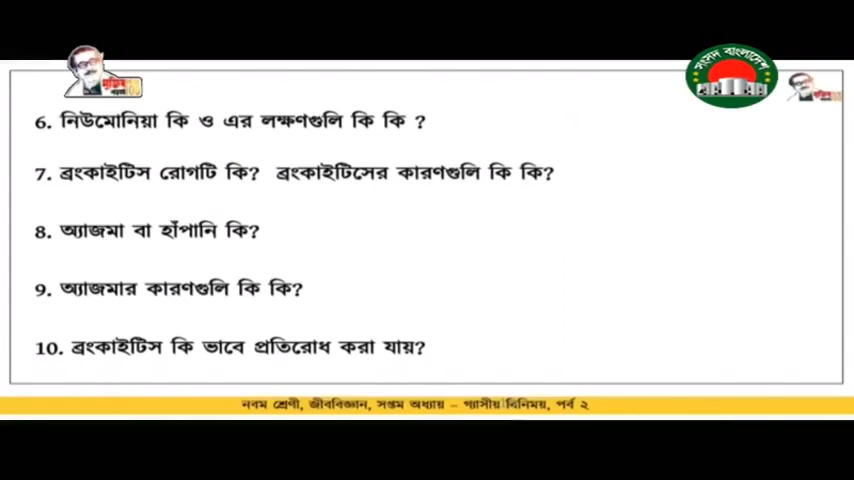 সংসদ বাংলাদেশ
6. নিউমোনিয়া কি ও এর লক্ষণগুলি কি কি ?
7. ব্রংকাইটিস রোগটি কি? ব্রংকাইটিসের কারণগুলি কি কি?
8. অ্যাজমা বা হাঁপানি কি?
9. অ্যাজমার কারণগুলি কি কি?
10. ব্রংকাইটিস কি ভাবে প্রতিরোধ করা যায়?
নবম শ্রেণী, জীববিজ্ঞান, সপ্তম অধ্যায় – গ্যাসীয় বিনিময়, পর্ব ২